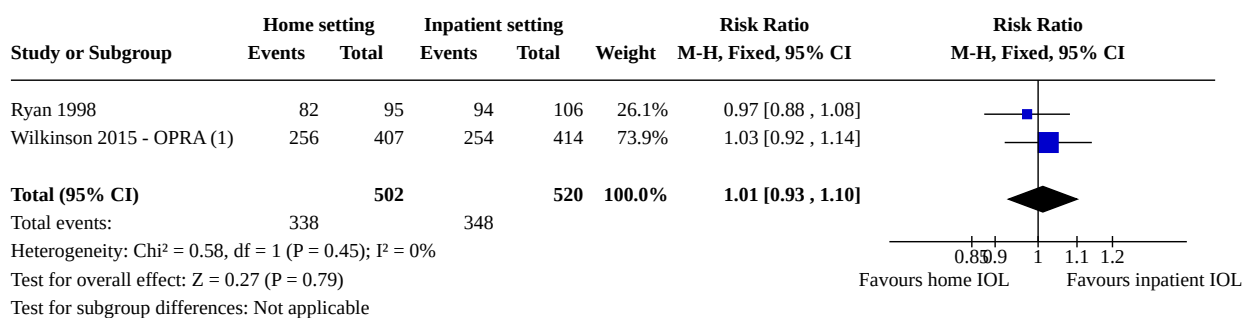 Home setting Inpatient setting Risk Ratio Risk Ratio
Study or Subgroup Events Total Events Total Weight M-H, Fixed, 95% CI M-H, Fixed, 95% CI
Ryan 1998 82 95 94 106 26.1% 0.97 [0.88 , 1.08]
Wilkinson 2015 - OPRA (1) 256 407 254 414 73.9% 1.03 [0.92 , 1.14]
Total (95% CI) 502 520 100.0% 1.01 [0.93 , 1.10]
Total events: 338 348
Heterogeneity: Chi² = 0.58, df = 1 (P = 0.45); I² = 0%
0.85 0.9 1 1.1 1.2
Test for overall effect: Z = 0.27 (P = 0.79) Favours home IOL Favours inpatient IOL
Test for subgroup differences: Not applicable